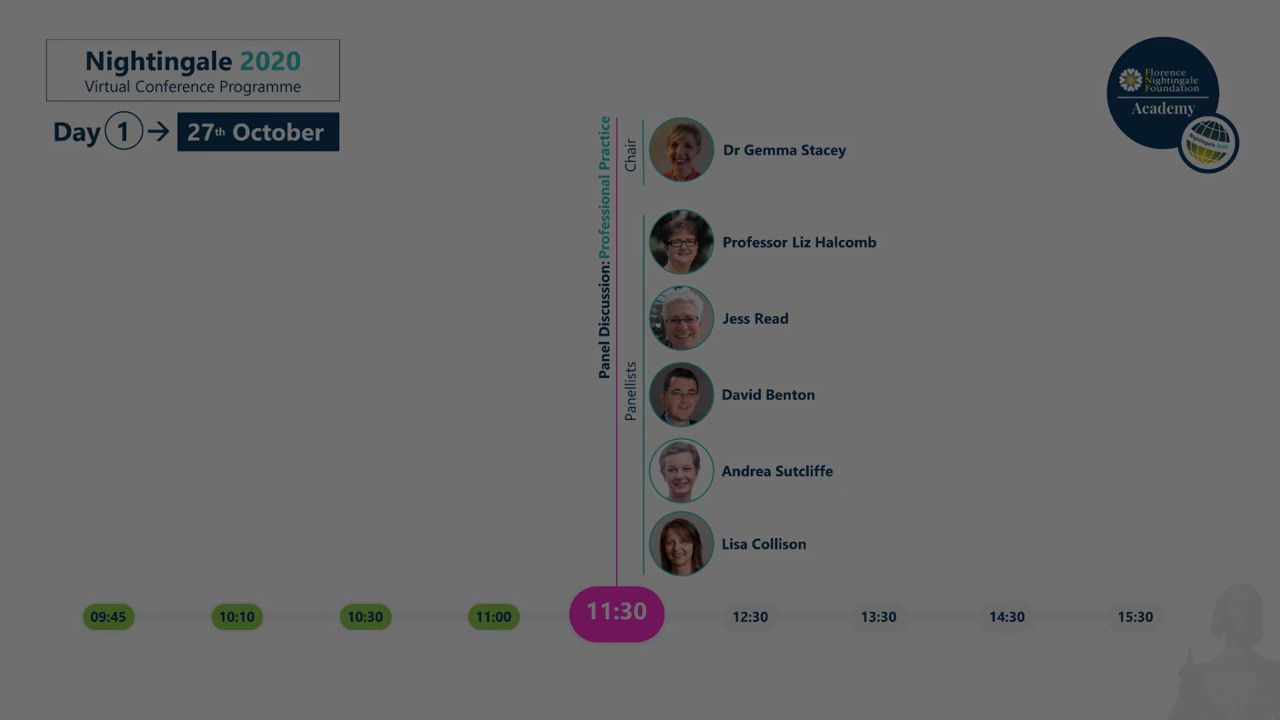 Nightingale 2020
Virtual Conference Programme
Day 1 → 27th October
Florence
Nightingale
Foundation
Academy
Nightingale 2020
Panel Discussion: Professional Practice
Chair
Dr Gemma Stacey
Panellists
Professor Liz Halcomb
Jess Read
David Benton
Andrea Sutcliffe
Lisa Collison
09:45 10:10 10:30 11:00 11:30 12:30 13:30 14:30 15:30